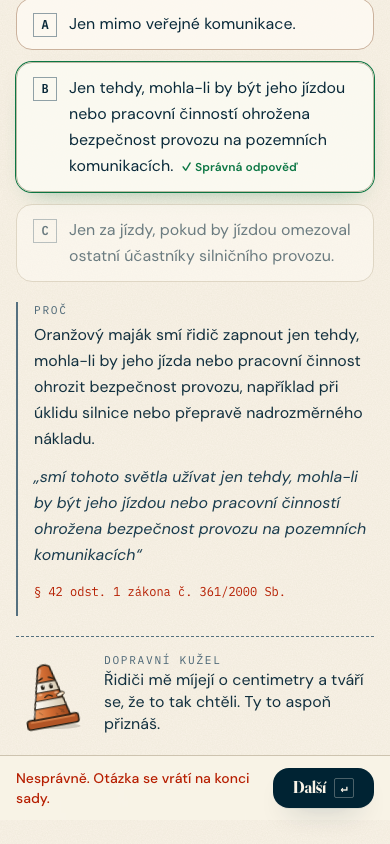 A Jen mimo veřejné komunikace.
B Jen tehdy, mohla-li by být jeho jízdou
nebo pracovní činností ohrožena
bezpečnost provozu na pozemních
komunikacích. ✓ Správná odpověď
C Jen za jízdy, pokud by jízdou omezoval
ostatní účastníky silničního provozu.
PROČ
Oranžový maják smí řidič zapnout jen tehdy,
mohla-li by jeho jízda nebo pracovní činnost
ohrozit bezpečnost provozu, například při
úklidu silnice nebo přepravě nadrozměrného
nákladu.
„smí tohoto světla užívat jen tehdy, mohla-li
by být jeho jízdou nebo pracovní činností
ohrožena bezpečnost provozu na pozemních
komunikacích“
§ 42 odst. 1 zákona č. 361/2000 Sb.
DOPRAVNÍ KUŽEL
Řidiči mě míjejí o centimetry a tváří
se, že to tak chtěli. Ty to aspoň
přiznáš.
Nesprávně. Otázka se vrátí na konci
sady.
Další ↵